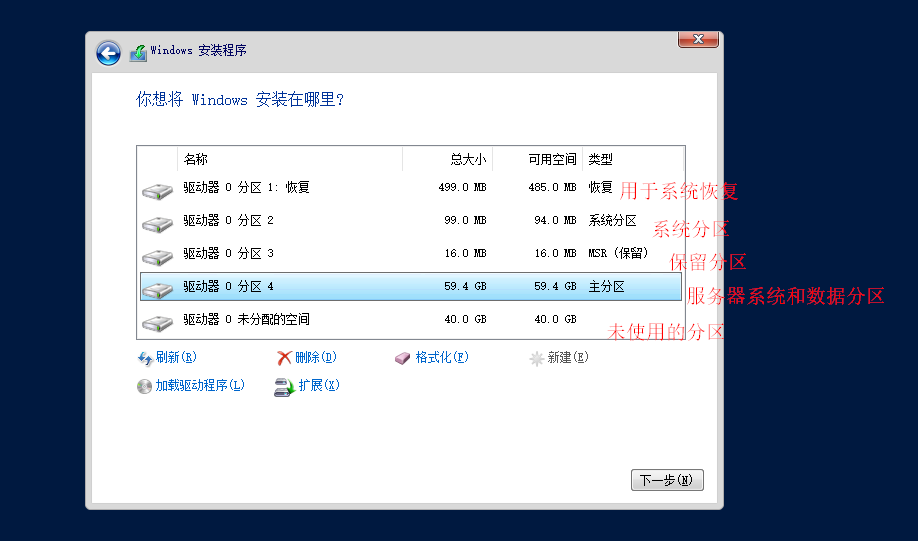 Windows 安装程序
你想将 Windows 安装在哪里?
名称 总大小 可用空间 类型
驱动器 0 分区 1: 恢复 499.0 MB 485.0 MB 恢复 用于系统恢复
驱动器 0 分区 2 99.0 MB 94.0 MB 系统分区 系统分区
驱动器 0 分区 3 16.0 MB 16.0 MB MSR (保留) 保留分区
驱动器 0 分区 4 59.4 GB 59.4 GB 主分区 服务器系统和数据分区
驱动器 0 未分配的空间 40.0 GB 40.0 GB 未使用的分区
刷新(R) 删除(D) 格式化(F) 新建(E)
加载驱动程序(L) 扩展(X)
下一步(N)